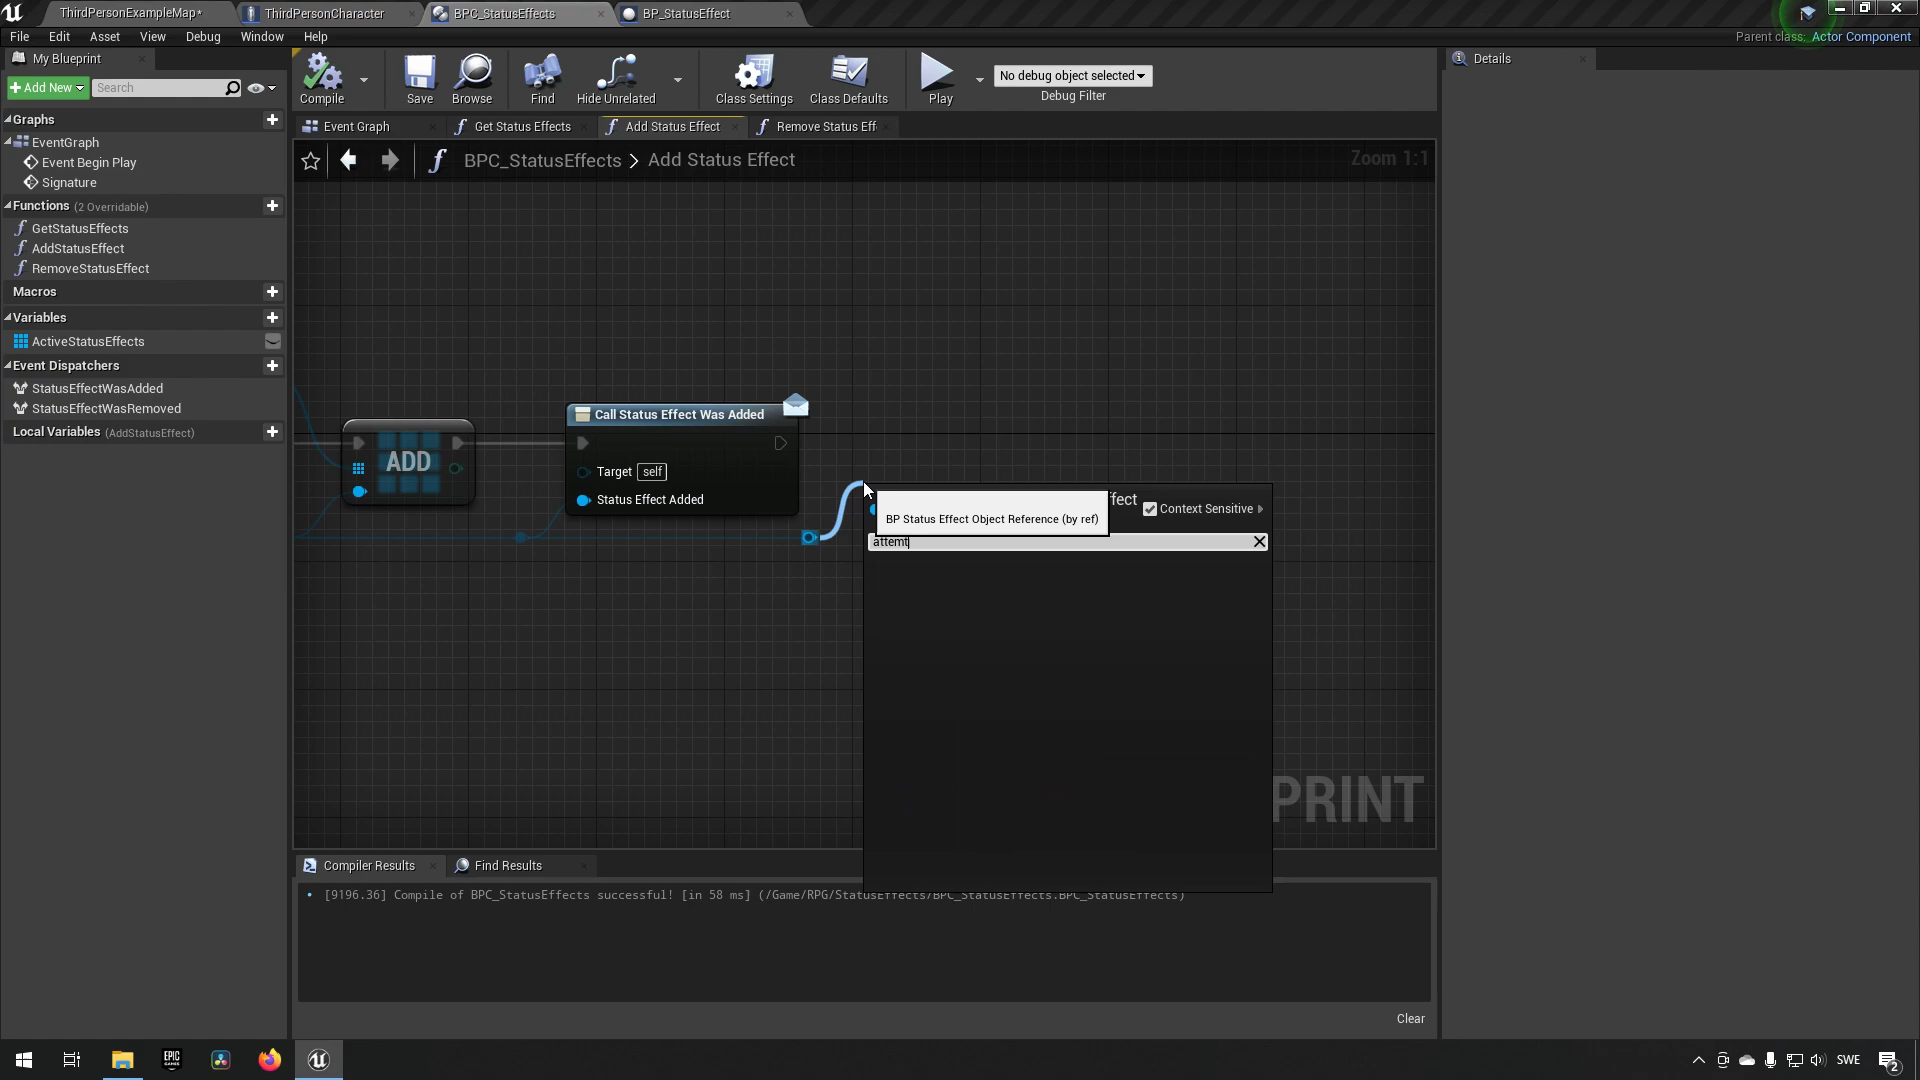 ThirdPersonExampleMap*
ThirdPersonCharacter
BPC_StatusEffects
BP_StatusEffect
File Edit Asset View Debug Window Help
Parent class: Actor Component
My Blueprint
Add New
Search
Compile
Save
Browse
Find
Hide Unrelated
Class Settings
Class Defaults
Play
No debug object selected
Debug Filter
Details
Graphs
EventGraph
Event Begin Play
Signature
Functions (2 Overridable)
GetStatusEffects
AddStatusEffect
RemoveStatusEffect
Macros
Variables
ActiveStatusEffects
Event Dispatchers
StatusEffectWasAdded
StatusEffectWasRemoved
Local Variables (AddStatusEffect)
Event Graph
Get Status Effects
Add Status Effect
Remove Status Eff
BPC_StatusEffects > Add Status Effect
Zoom 1:1
ADD
Call Status Effect Was Added
Target self
Status Effect Added
ffect
BP Status Effect Object Reference (by ref)
Context Sensitive
attemt
PRINT
Compiler Results
Find Results
[9196.36] Compile of BPC_StatusEffects successful! [in 58 ms] (/Game/RPG/StatusEffects/BPC_StatusEffects.BPC_StatusEffects)
Clear
EPIC GAMES
SWE
2